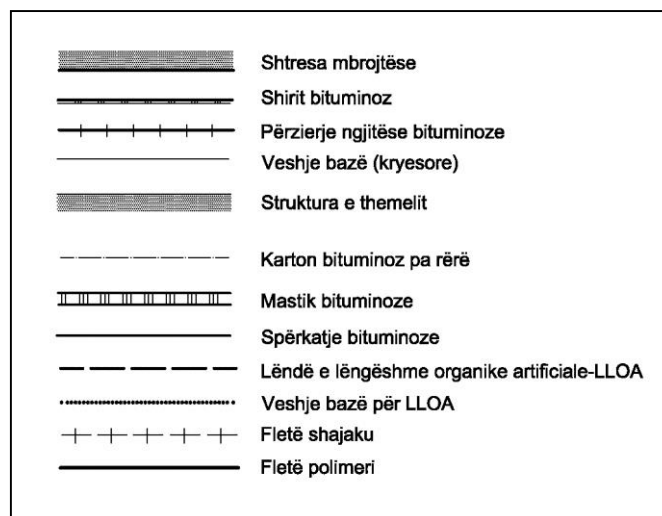 Shtresa mbrojtëse
Shirit bituminoz
Përzierje ngjitëse bituminoze
Veshje bazë (kryesore)
Struktura e themelit
Karton bituminoz pa rërë
Mastik bituminoze
Spërkatje bituminoze
Lëndë e lëngëshme organike artificiale-LLOA
Veshje bazë për LLOA
Fletë shajaku
Fletë polimeri